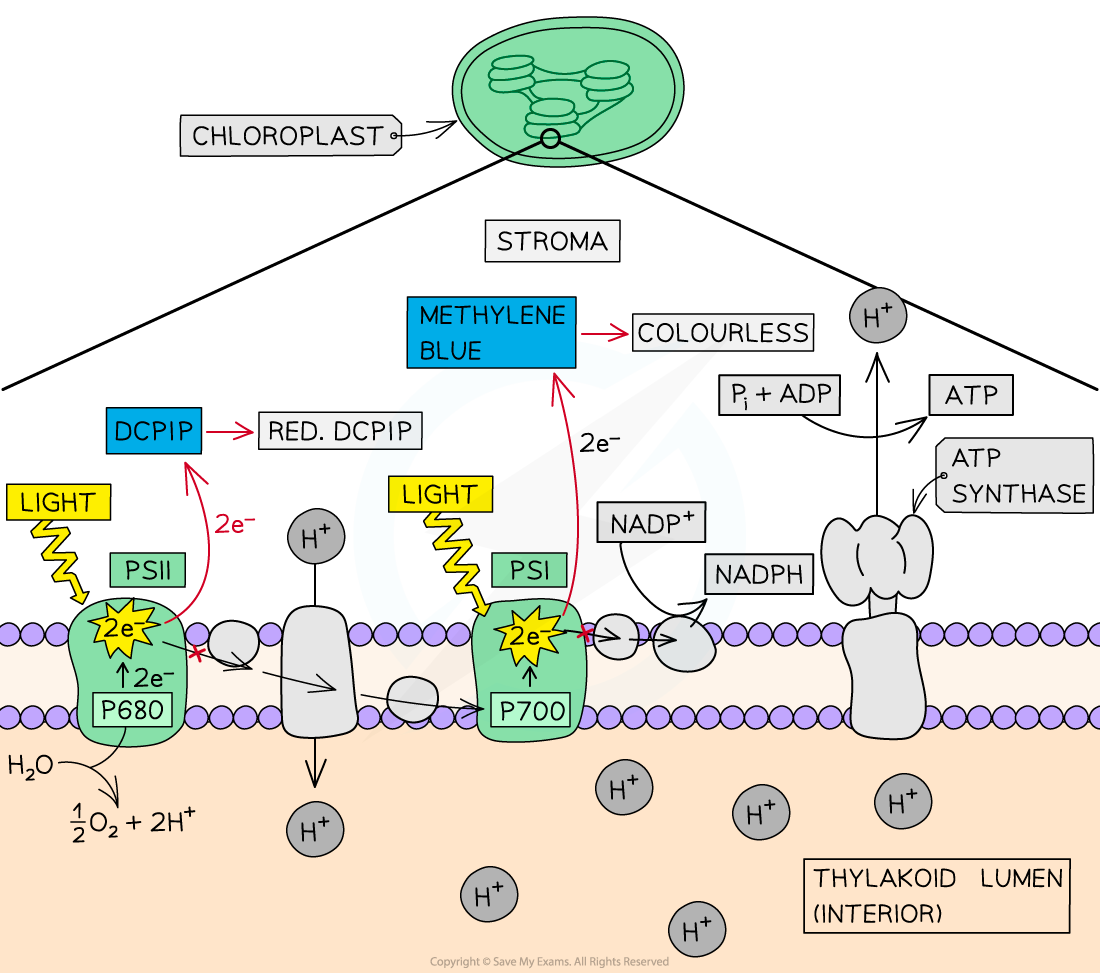 CHLOROPLAST
STROMA
H⁺
METHYLENE
BLUE
COLOURLESS
Pᵢ + ADP
ATP
DCPIP
RED. DCPIP
2e⁻
ATP
SYNTHASE
LIGHT
LIGHT
2e⁻
NADP⁺
H⁺
PSII
PSI
NADPH
2e⁻
2e⁻
2e⁻
P680
P700
H₂O
½O₂ + 2H⁺
H⁺
H⁺
H⁺
H⁺
H⁺
H⁺
THYLAKOID LUMEN
(INTERIOR)
Copyright © Save My Exams. All Rights Reserved